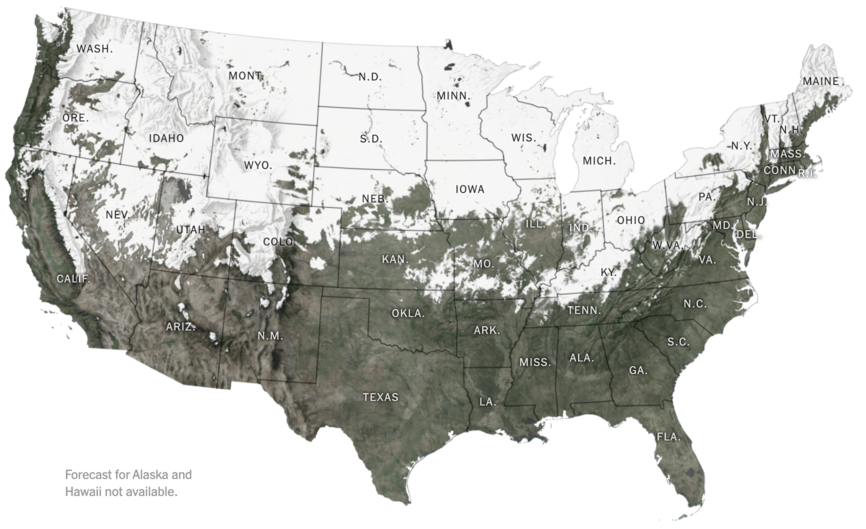 WASH.
MONT.
N.D.
MINN.
MAINE
ORE.
IDAHO
S.D.
WIS.
MICH.
N.Y.
VT.
N.H.
MASS.
CONN.
R.I.
WYO.
IOWA
NEB.
NEV.
UTAH
COLO.
ILL.
IND.
OHIO
PA.
N.J.
MD.
DEL.
CALIF.
KAN.
MO.
KY.
W.VA.
VA.
ARIZ.
N.M.
OKLA.
ARK.
TENN.
N.C.
S.C.
TEXAS
LA.
MISS.
ALA.
GA.
FLA.
Forecast for Alaska and
Hawaii not available.